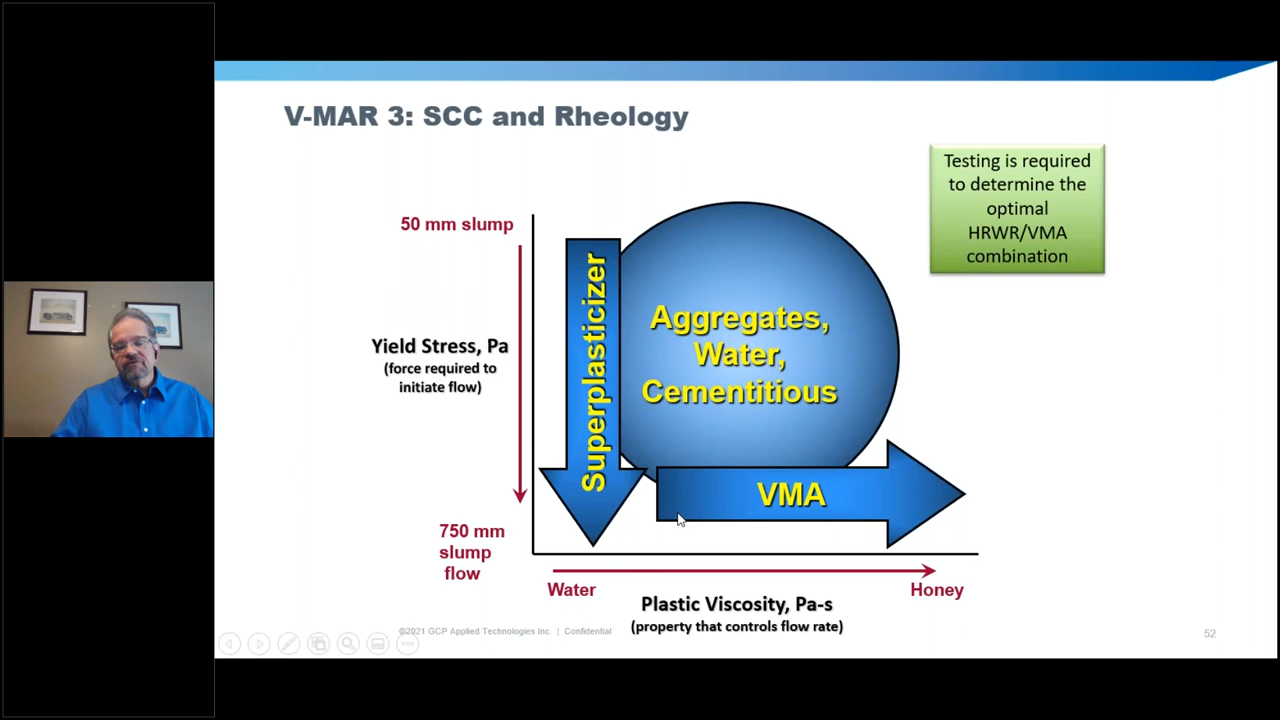 V-MAR 3: SCC and Rheology
Testing is required
to determine the
optimal
HRWR/VMA
combination
50 mm slump
Yield Stress, Pa
(force required to
initiate flow)
750 mm
slump
flow
Superplasticizer
Aggregates,
Water,
Cementitious
VMA
Water
Honey
Plastic Viscosity, Pa-s
(property that controls flow rate)
©2021 GCP Applied Technologies Inc. | Confidential
52